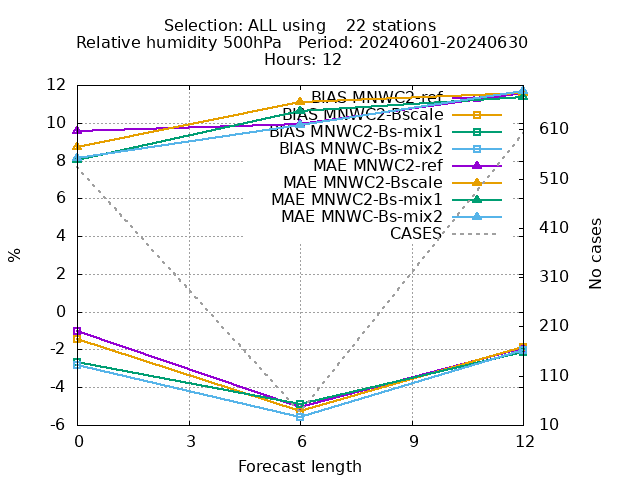 Selection: ALL using 22 stations
Relative humidity 500hPa Period: 20240601-20240630
Hours: 12
12
10
8
6
4
2
0
-2
-4
-6
%
BIAS MNWC2-ref
BIAS MNWC2-Bscale
BIAS MNWC2-Bs-mix1
BIAS MNWC-Bs-mix2
MAE MNWC2-ref
MAE MNWC2-Bscale
MAE MNWC2-Bs-mix1
MAE MNWC-Bs-mix2
CASES
610
510
410
310
210
110
10
No cases
0 3 6 9 12
Forecast length